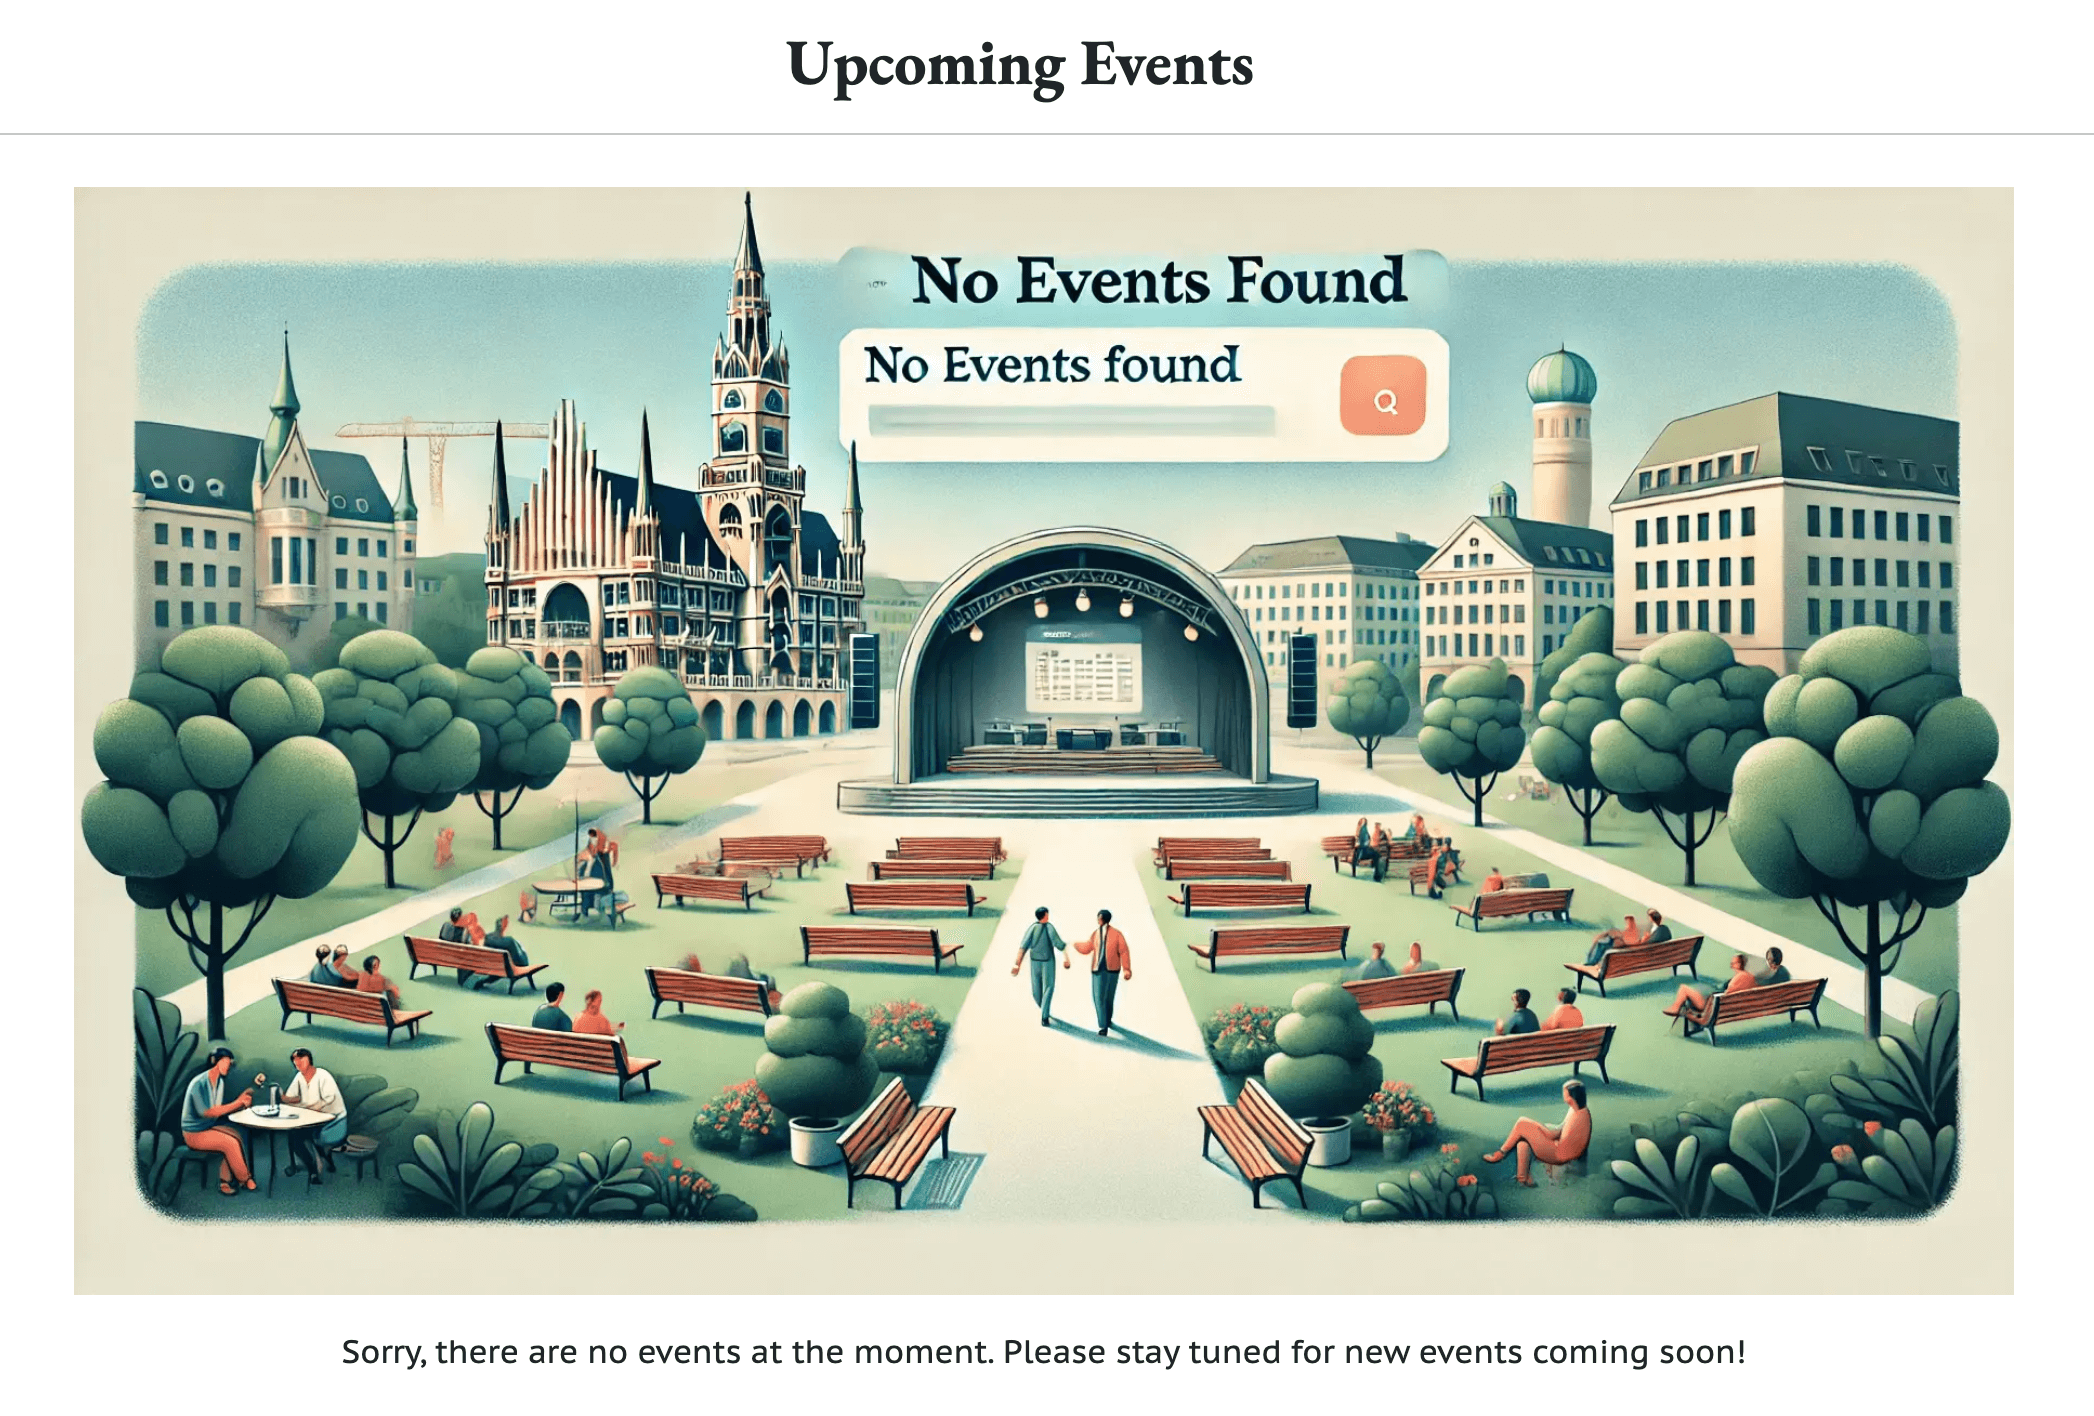 Upcoming Events
No Events Found
No Events found
Sorry, there are no events at the moment. Please stay tuned for new events coming soon!